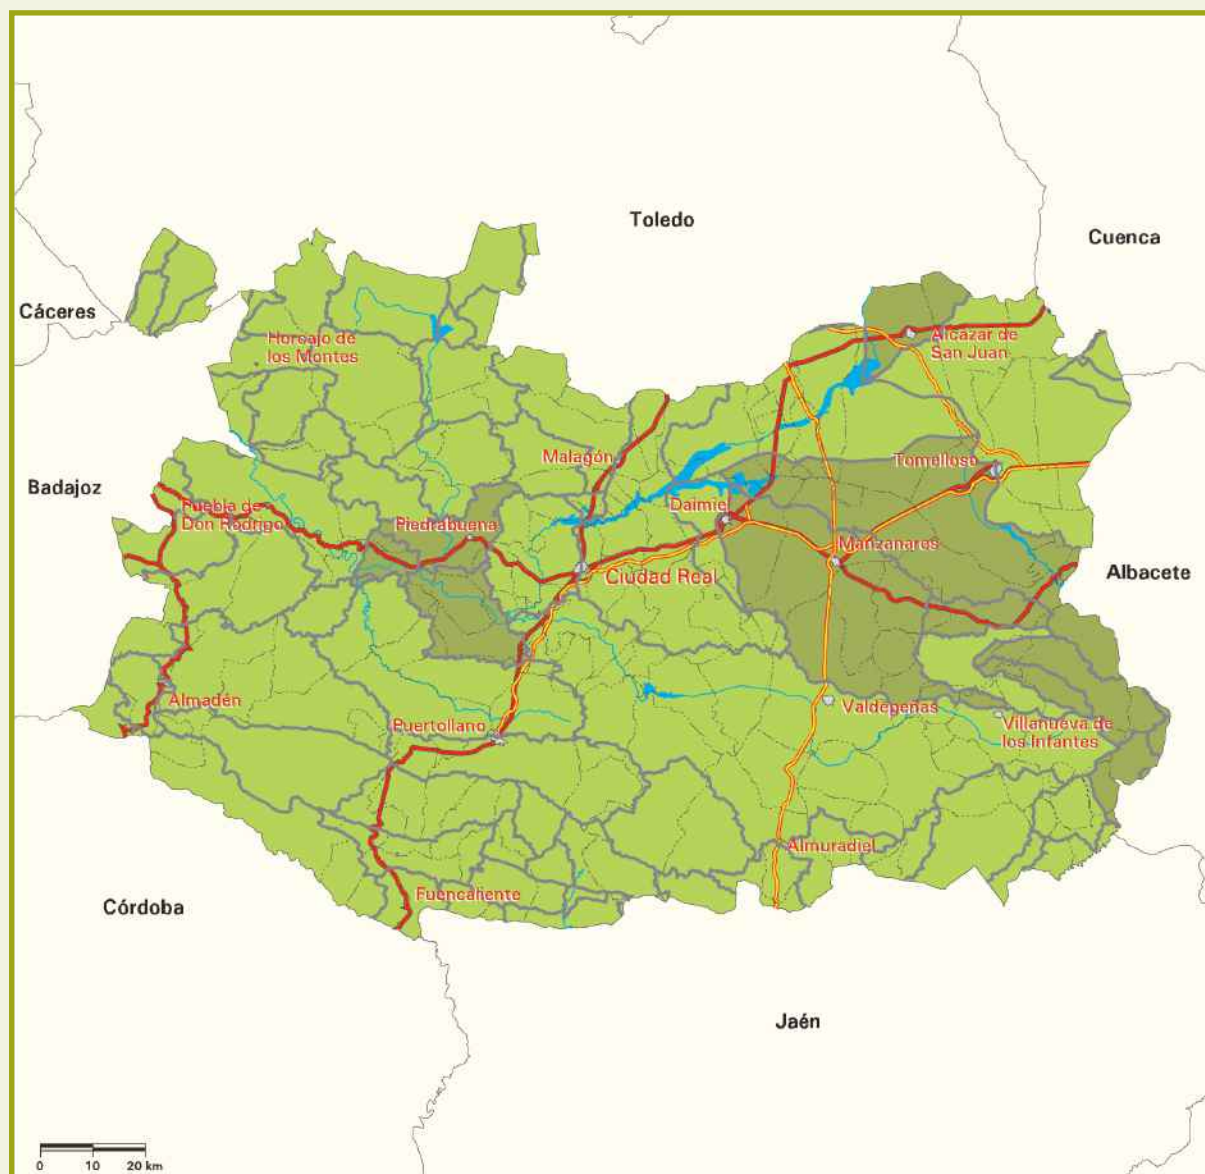 Toledo
Cuenca
Cáceres
Horcajo de
los Montes
Alcázar de
San Juan
Malagón
Tomelloso
Badajoz
Puebla de
Don Rodrigo
Piedrabuena
Daimiel
Manzanares
Ciudad Real
Albacete
Almadén
Valdepeñas
Puertollano
Villanueva de
los Infantes
Almuradiel
Fuencaliente
Córdoba
Jaén
0 10 20 km